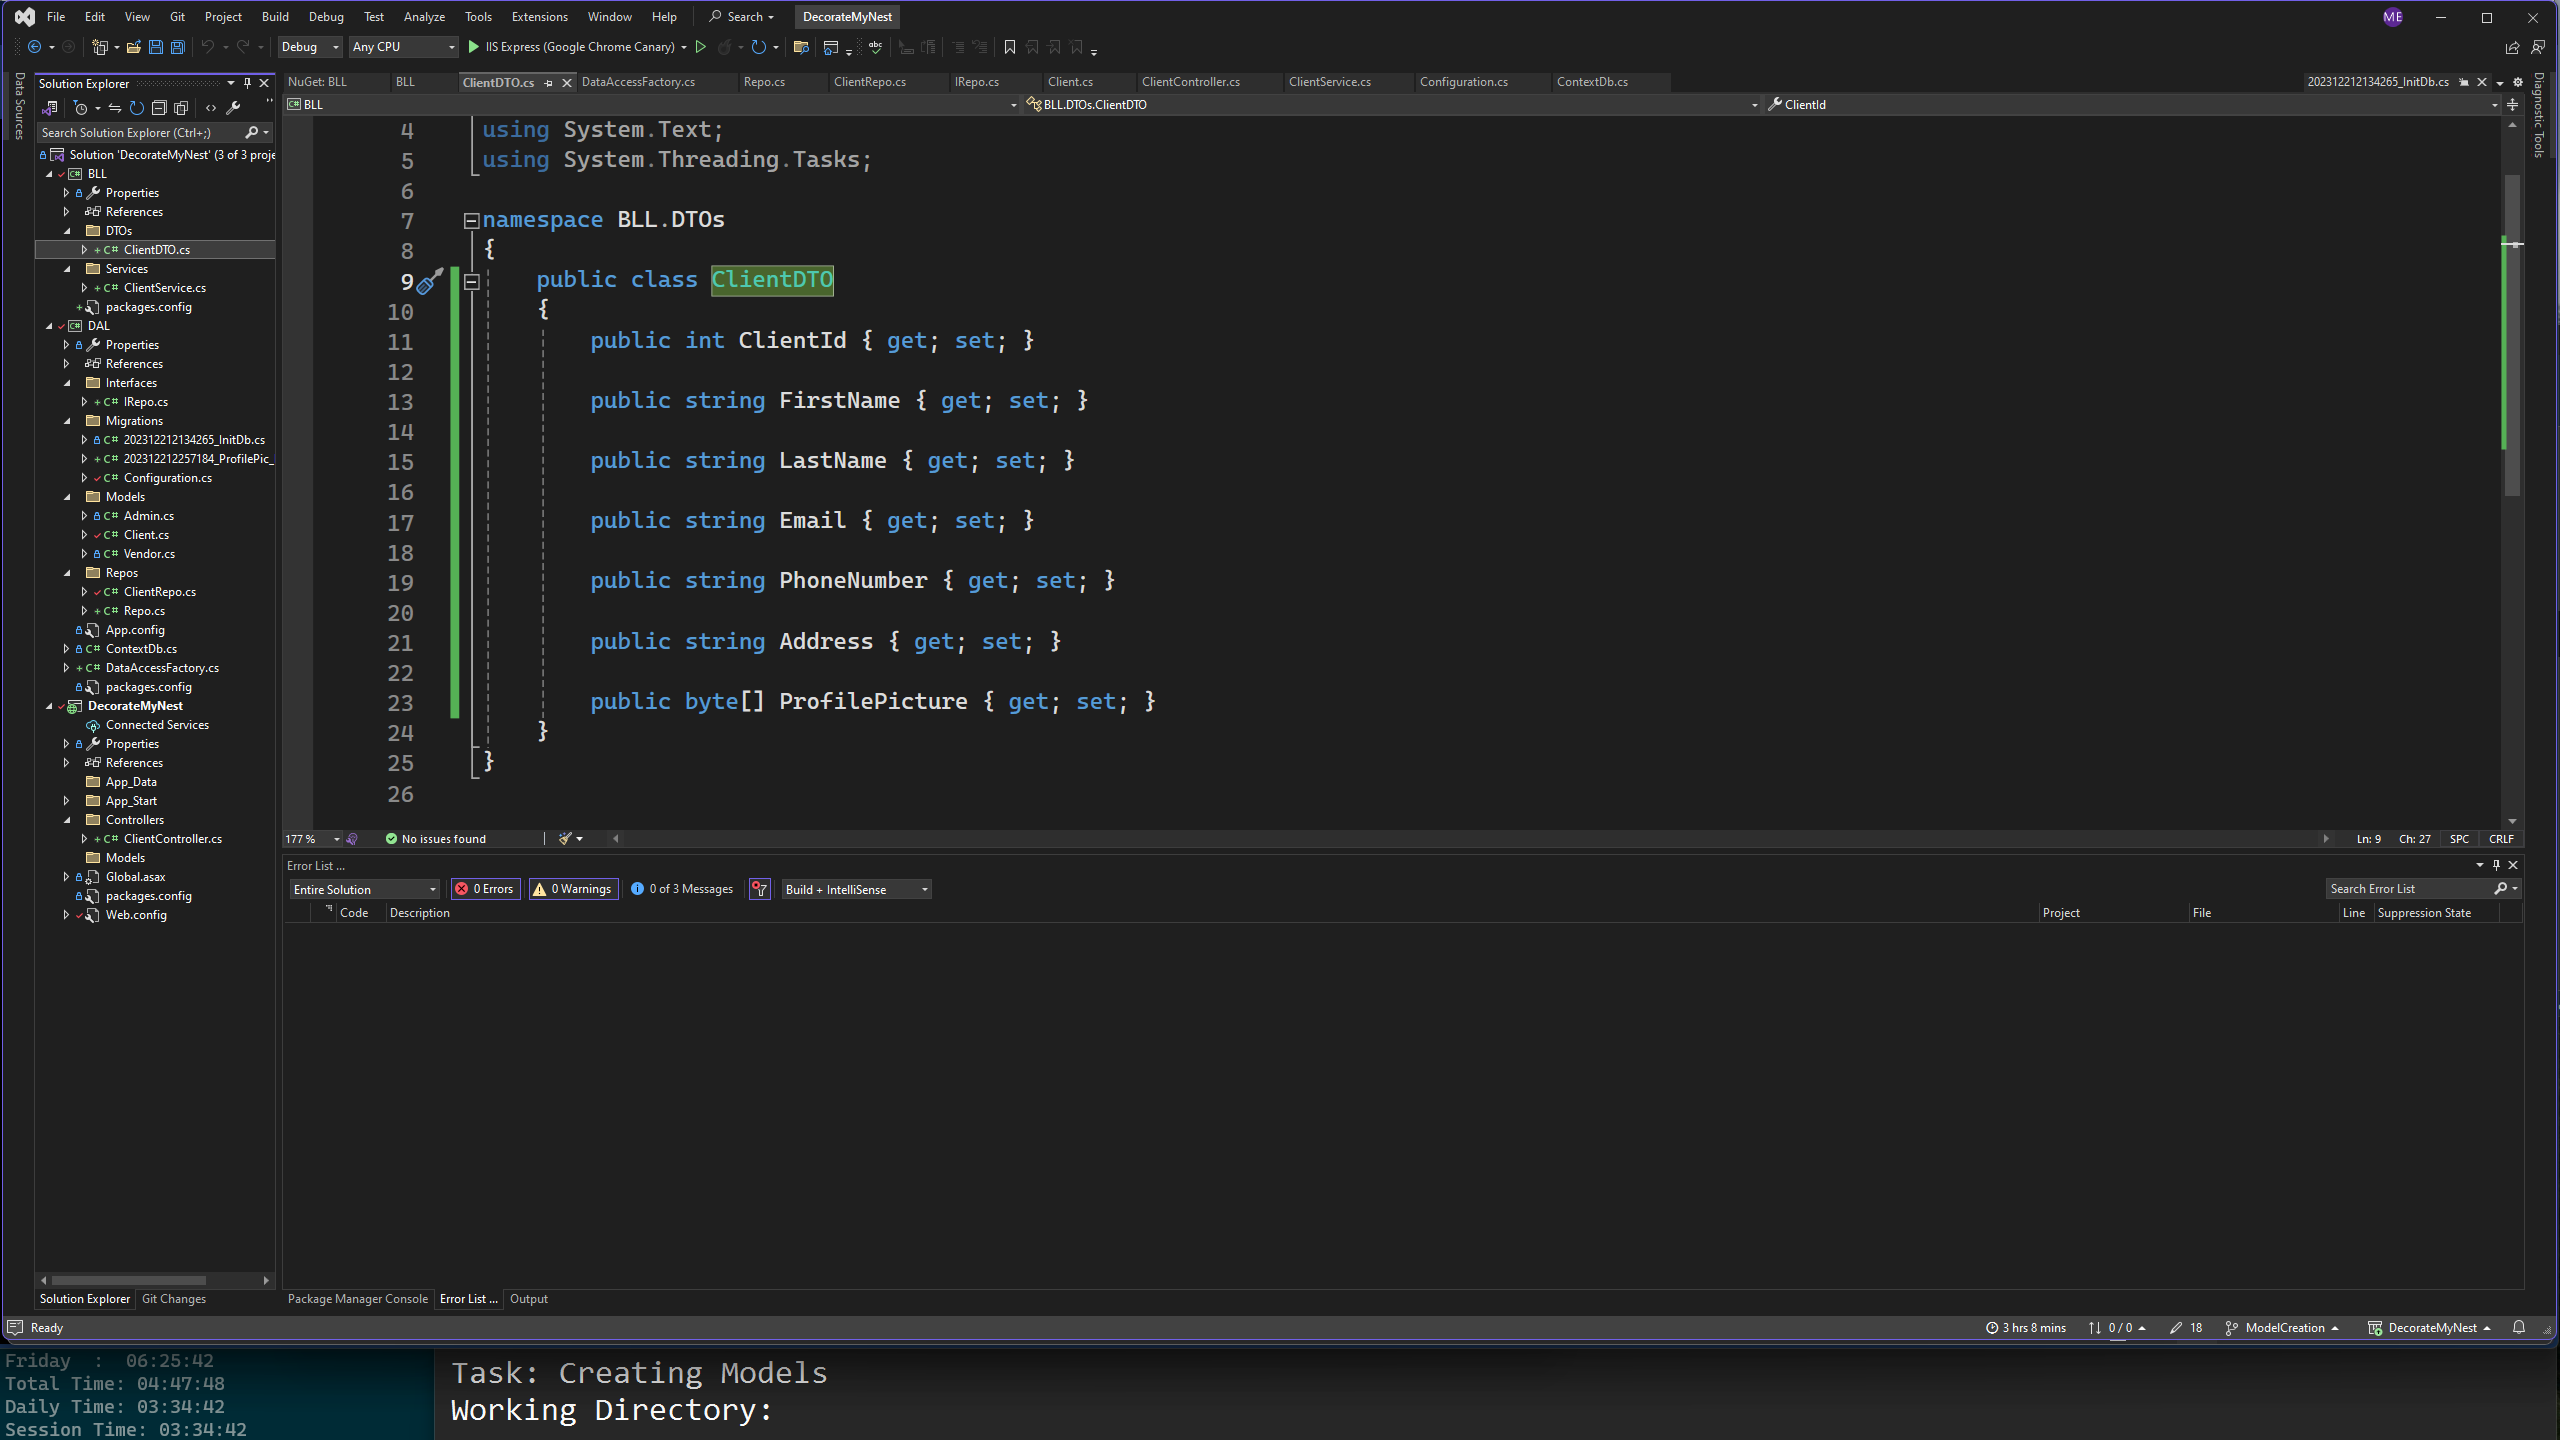 File Edit View Git Project Build Debug Test Analyze Tools Extensions Window Help Search DecorateMyNest ME
Debug Any CPU IIS Express (Google Chrome Canary)
Data Sources
Solution Explorer
Search Solution Explorer (Ctrl+;)
Solution 'DecorateMyNest' (3 of 3 proje
BLL
Properties
References
DTOs
ClientDTO.cs
Services
ClientService.cs
packages.config
DAL
Properties
References
Interfaces
IRepo.cs
Migrations
202312212134265_InitDb.cs
202312212257184_ProfilePic_
Configuration.cs
Models
Admin.cs
Client.cs
Vendor.cs
Repos
ClientRepo.cs
Repo.cs
App.config
ContextDb.cs
DataAccessFactory.cs
packages.config
DecorateMyNest
Connected Services
Properties
References
App_Data
App_Start
Controllers
ClientController.cs
Models
Global.asax
packages.config
Web.config
Solution Explorer Git Changes
NuGet: BLL BLL ClientDTO.cs DataAccessFactory.cs Repo.cs ClientRepo.cs IRepo.cs Client.cs ClientController.cs ClientService.cs Configuration.cs ContextDb.cs 202312212134265_InitDb.cs
BLL BLL.DTOs.ClientDTO ClientId
Diagnostic Tools
4 using System.Text;
5 using System.Threading.Tasks;
6
7 namespace BLL.DTOs
8 {
9 public class ClientDTO
10 {
11 public int ClientId { get; set; }
12
13 public string FirstName { get; set; }
14
15 public string LastName { get; set; }
16
17 public string Email { get; set; }
18
19 public string PhoneNumber { get; set; }
20
21 public string Address { get; set; }
22
23 public byte[] ProfilePicture { get; set; }
24 }
25 }
26
177 % No issues found Ln: 9 Ch: 27 SPC CRLF
Error List ...
Entire Solution 0 Errors 0 Warnings 0 of 3 Messages Build + IntelliSense Search Error List
Code Description Project File Line Suppression State
Package Manager Console Error List ... Output
Ready 3 hrs 8 mins 0 / 0 18 ModelCreation DecorateMyNest
Friday : 06:25:42
Total Time: 04:47:48
Daily Time: 03:34:42
Session Time: 03:34:42
Task: Creating Models
Working Directory: